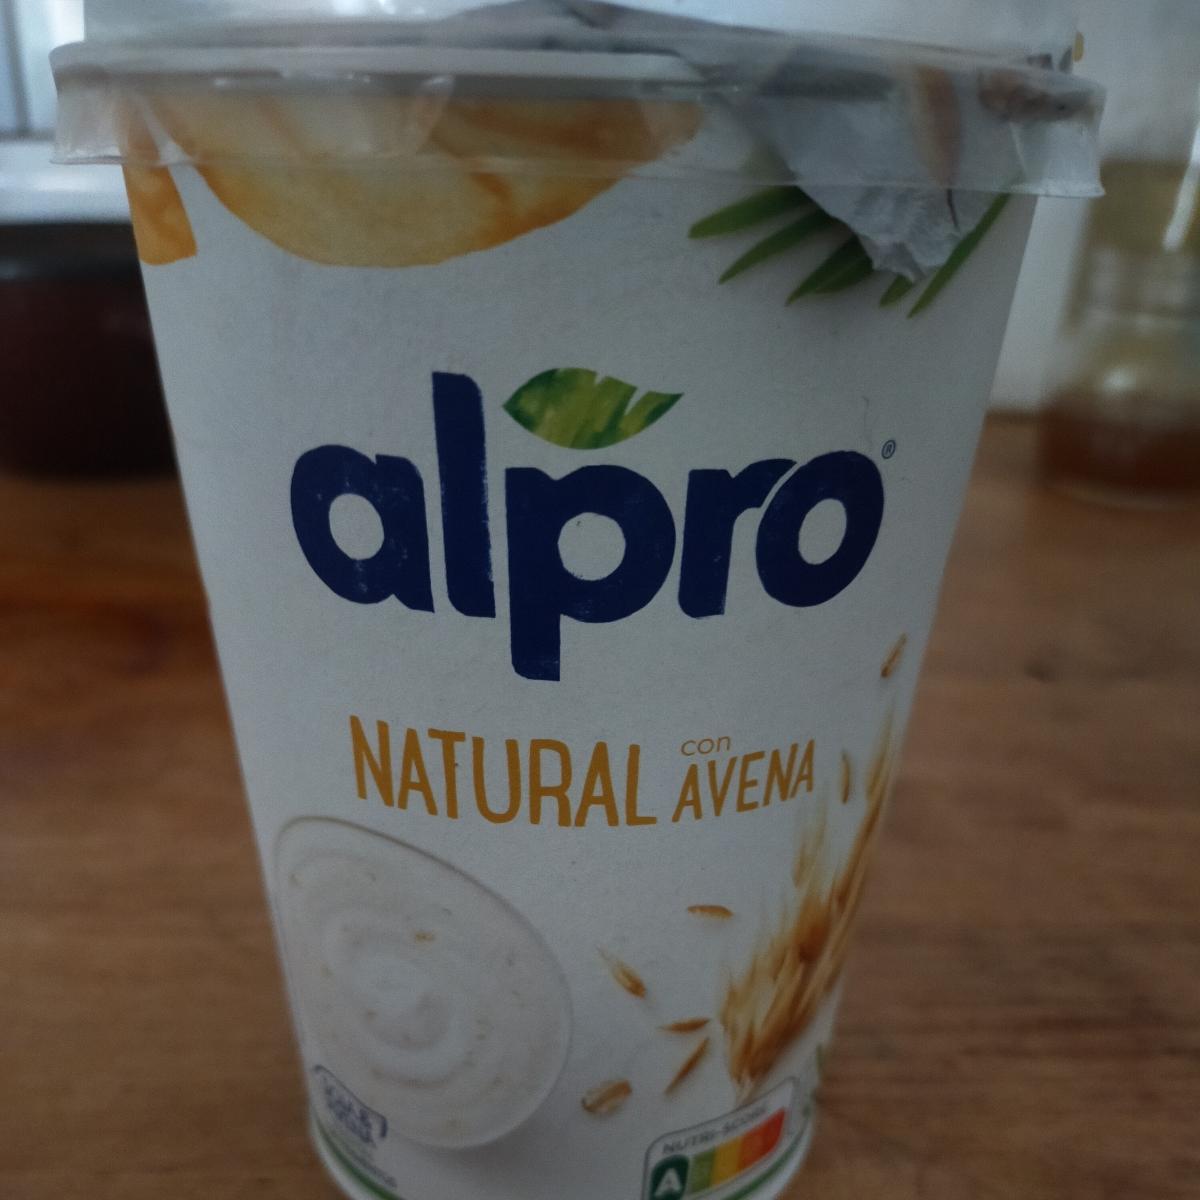 alpro®
NATURAL con AVENA
NUTRI-SCORE
A